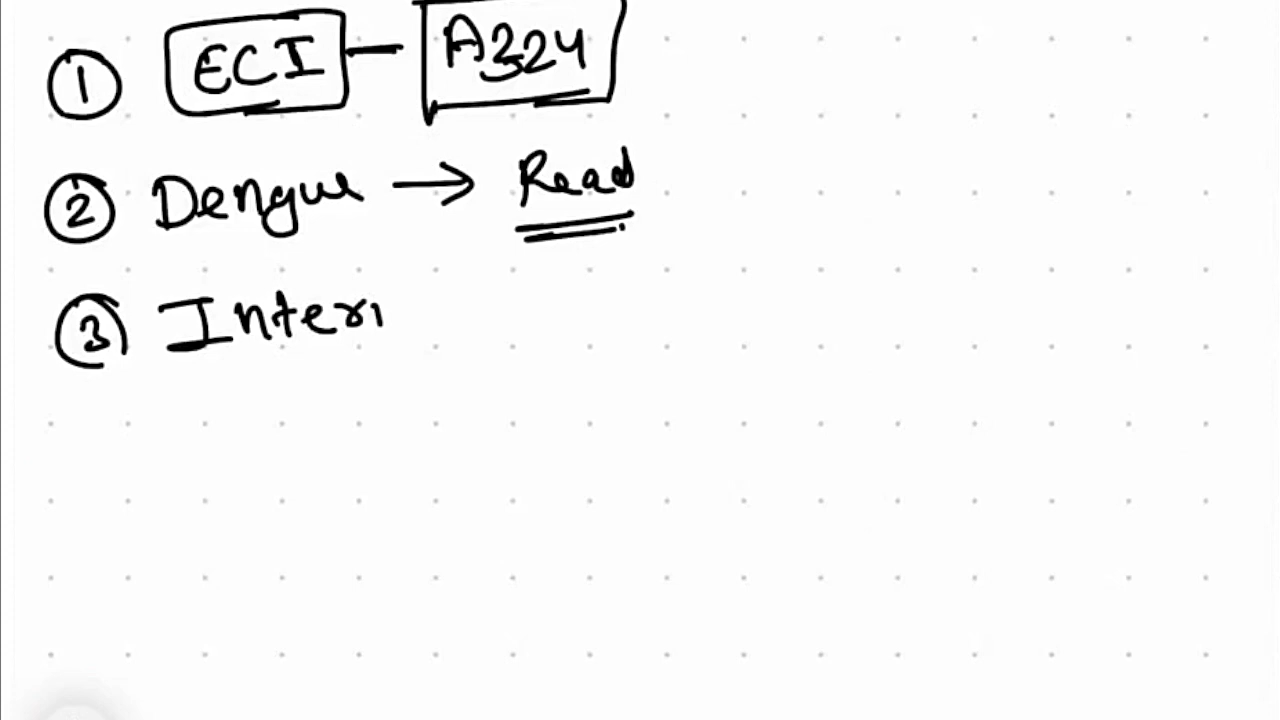 ① ECI - A324
② Dengue → Read
③ Interi